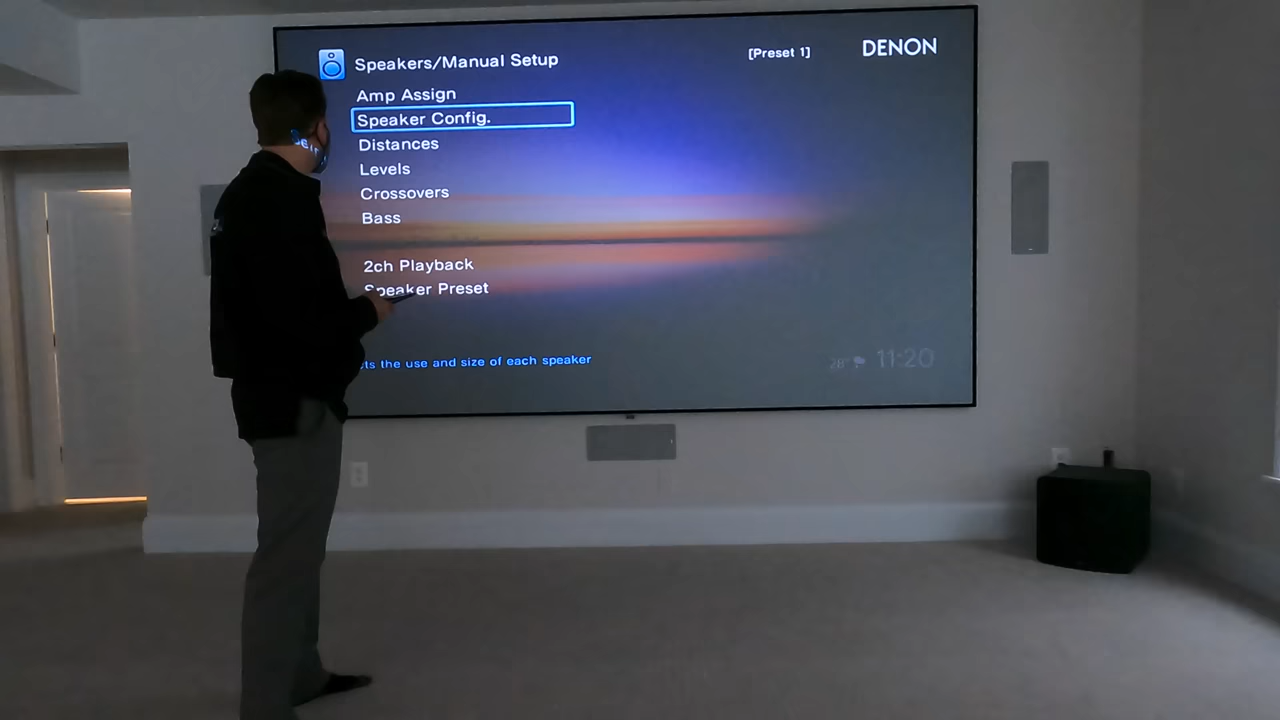 Speakers/Manual Setup
[Preset 1]
DENON
Amp Assign
Speaker Config.
Distances
Levels
Crossovers
Bass
2ch Playback
Speaker Preset
the use and size of each speaker
28°
11:20